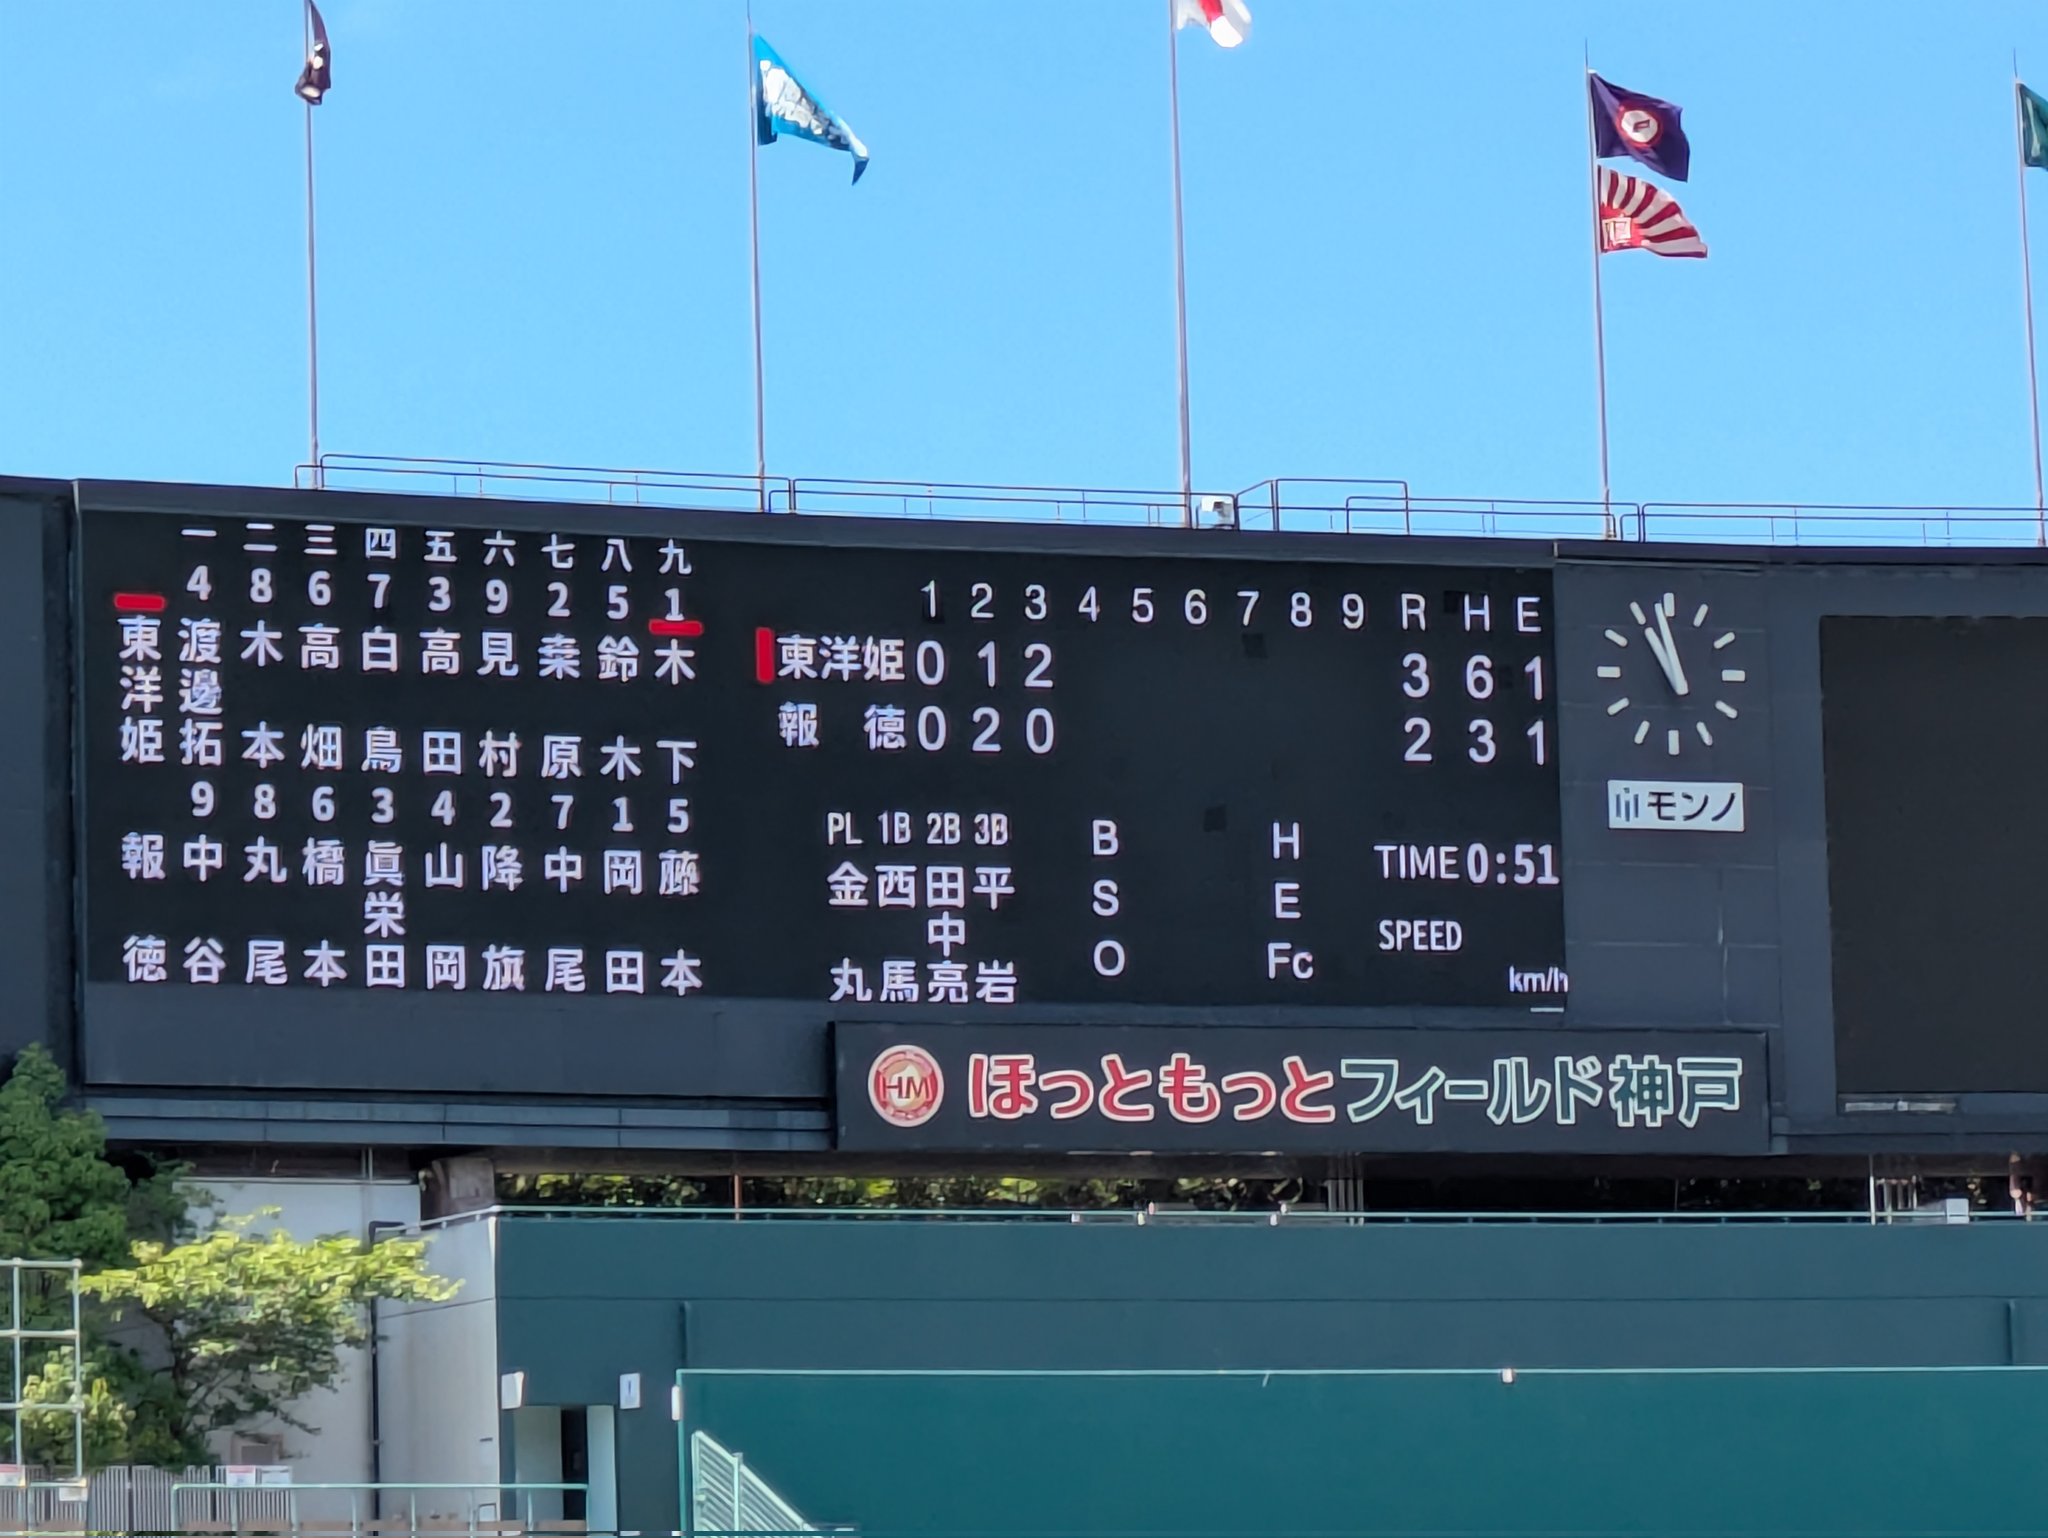 一 二 三 四 五 六 七 八 九
4 8 6 7 3 9 2 5 1
東洋姫 渡邊拓 木本 高畑 白鳥 高田 見村 桒原 鈴木 木下
9 8 6 3 4 2 7 1 5
報徳 中谷 丸尾 橋本 眞栄田 山岡 降旗 中尾 岡田 藤本
1 2 3 4 5 6 7 8 9 R H E
東洋姫 0 1 2 3 6 1
報徳 0 2 0 2 3 1
PL 1B 2B 3B
金丸 西馬 田中亮 平岩
B H
S E
O Fc
TIME 0:51
SPEED
km/h
モンノ
HM ほっともっとフィールド神戸